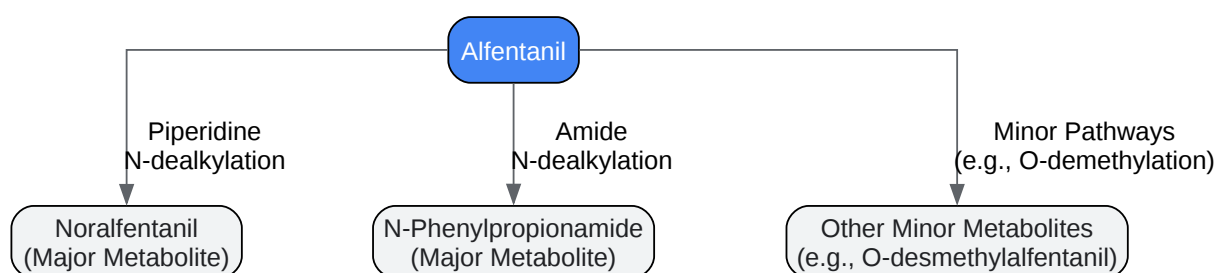 Alfentanil
Piperidine
N-dealkylation
Amide
N-dealkylation
Minor Pathways
(e.g., O-demethylation)
Noralfentanil
(Major Metabolite)
N-Phenylpropionamide
(Major Metabolite)
Other Minor Metabolites
(e.g., O-desmethylalfentanil)